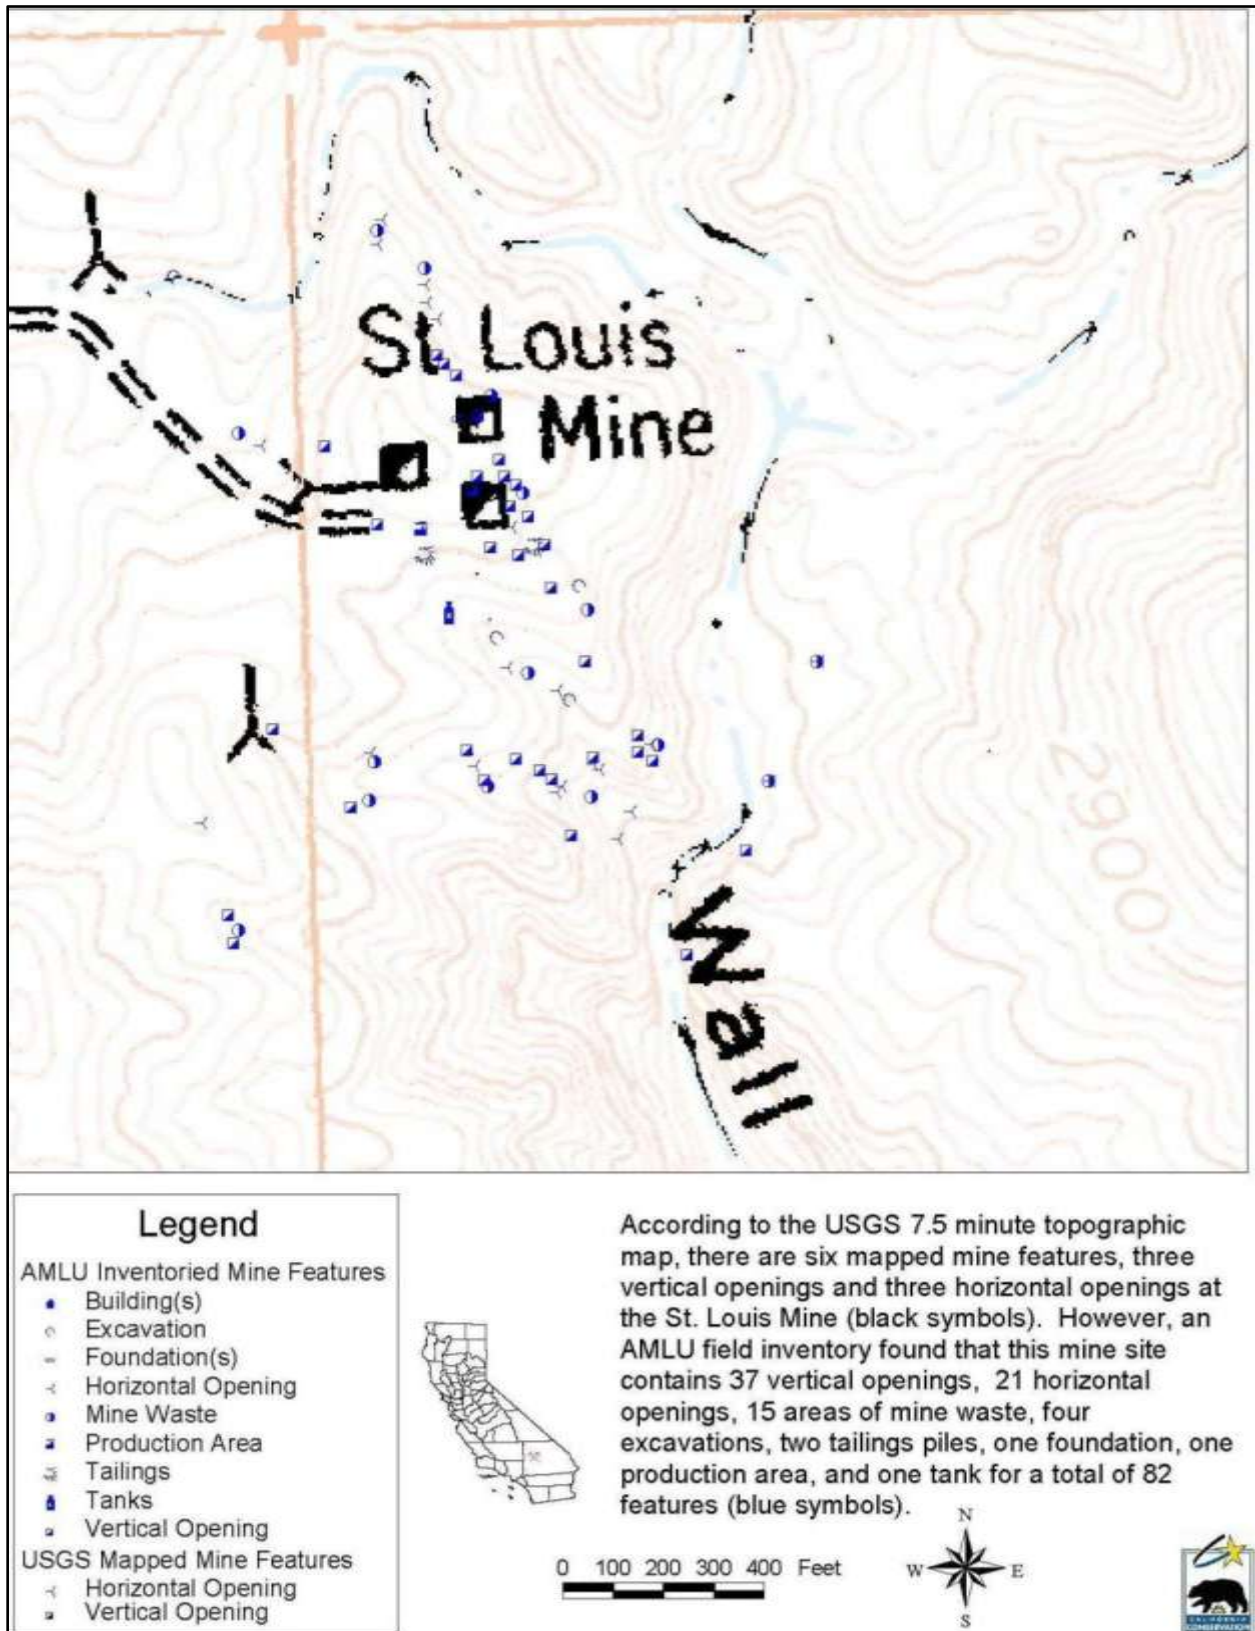 St Louis
Mine
2900
Wall
Legend
AMLU Inventoried Mine Features
Building(s)
Excavation
Foundation(s)
Horizontal Opening
Mine Waste
Production Area
Tailings
Tanks
Vertical Opening
USGS Mapped Mine Features
Horizontal Opening
Vertical Opening
According to the USGS 7.5 minute topographic
map, there are six mapped mine features, three
vertical openings and three horizontal openings at
the St. Louis Mine (black symbols). However, an
AMLU field inventory found that this mine site
contains 37 vertical openings, 21 horizontal
openings, 15 areas of mine waste, four
excavations, two tailings piles, one foundation, one
production area, and one tank for a total of 82
features (blue symbols).
0 100 200 300 400 Feet
N
W E
S
CALIFORNIA
CONSERVATION